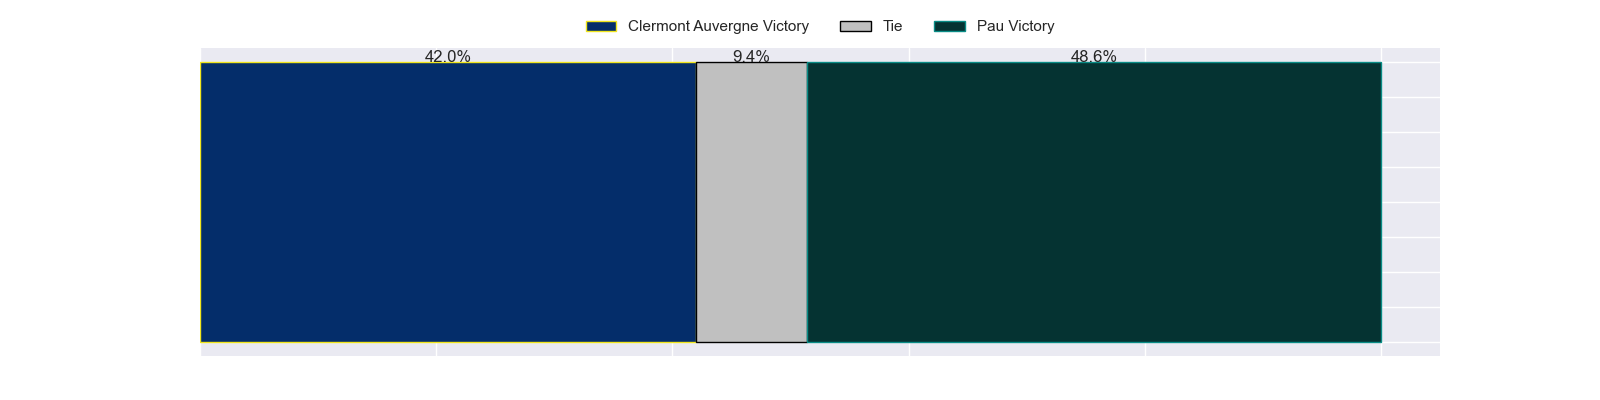 Clermont Auvergne Victory Tie Pau Victory
42.0% 9.4% 48.6%